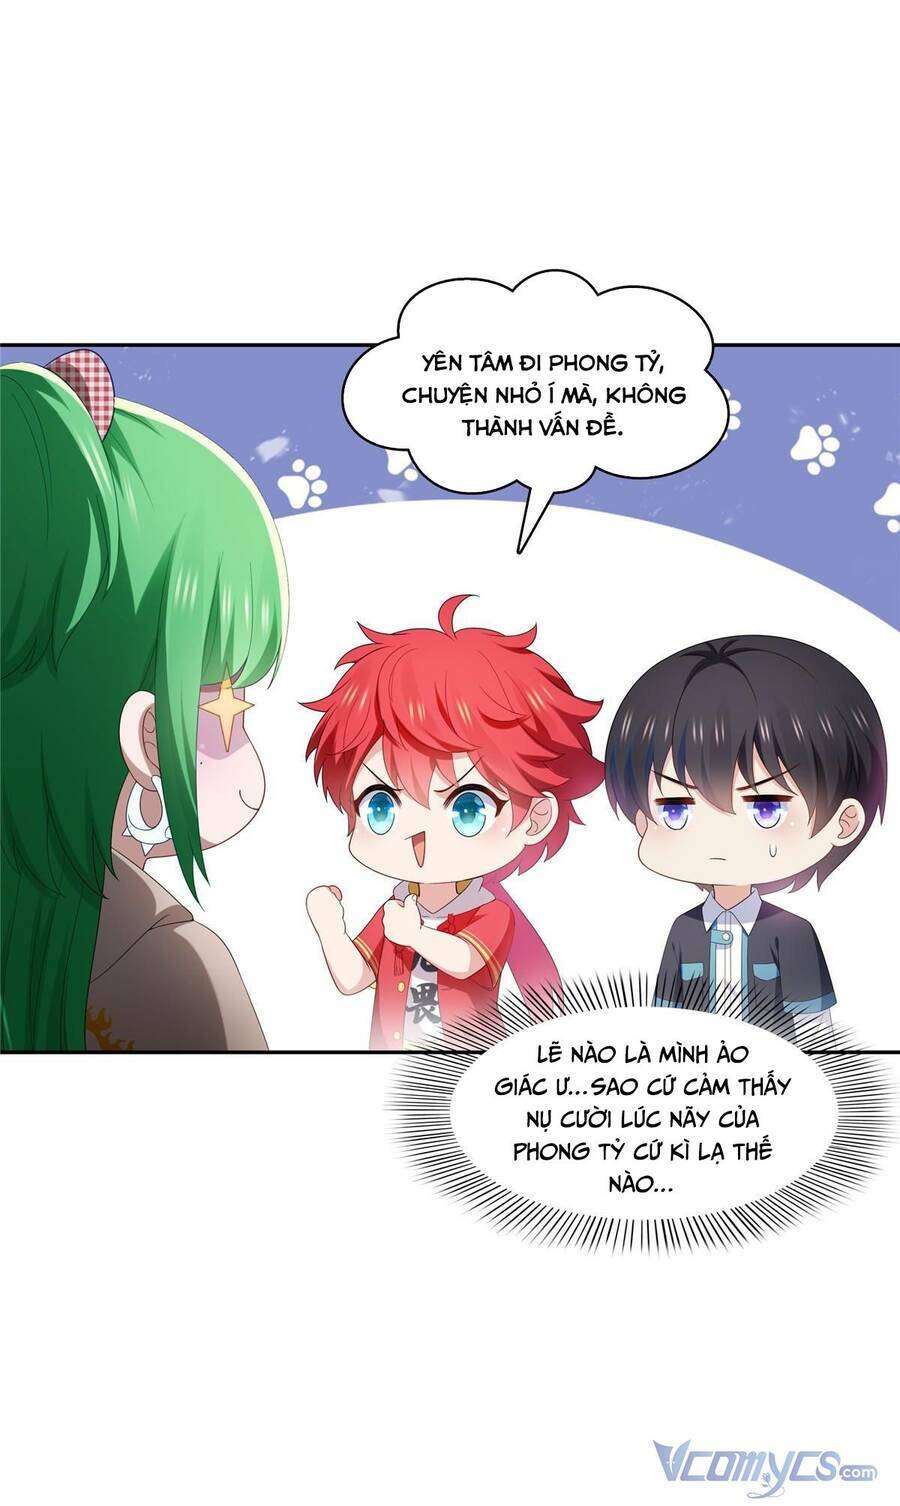 YÊN TÂM ĐI PHONG TỶ,
CHUYỆN NHỎ Í MÀ, KHÔNG
THÀNH VẤN ĐỀ.
畏
LẼ NÀO LÀ MÌNH ẢO
GIÁC Ư...SAO CỨ CẢM THẤY
NỤ CƯỜI LÚC NÃY CỦA
PHONG TỶ CỨ KÌ LẠ THẾ
NÀO...
VCOMYCS.com